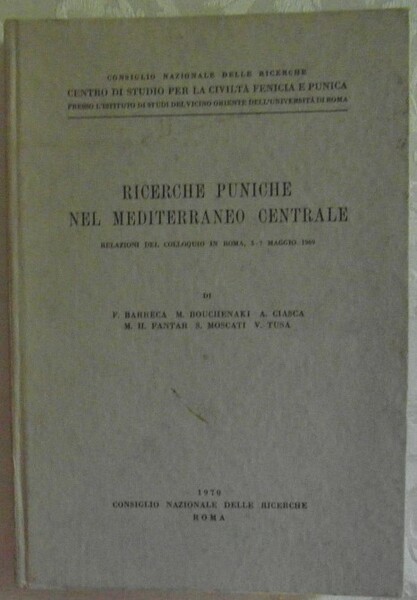 CONSIGLIO NAZIONALE DELLE RICERCHE
CENTRO DI STUDIO PER LA CIVILTÀ FENICIA E PUNICA
PRESSO L'ISTITUTO DI STUDI DEL VICINO ORIENTE DELL'UNIVERSITÀ DI ROMA
RICERCHE PUNICHE
NEL MEDITERRANEO CENTRALE
RELAZIONI DEL COLLOQUIO IN ROMA, 5-7 MAGGIO 1969
DI
F. BARRECA M. BOUCHENAKI A. CIASCA
M. H. FANTAR S. MOSCATI V. TUSA
1970
CONSIGLIO NAZIONALE DELLE RICERCHE
ROMA